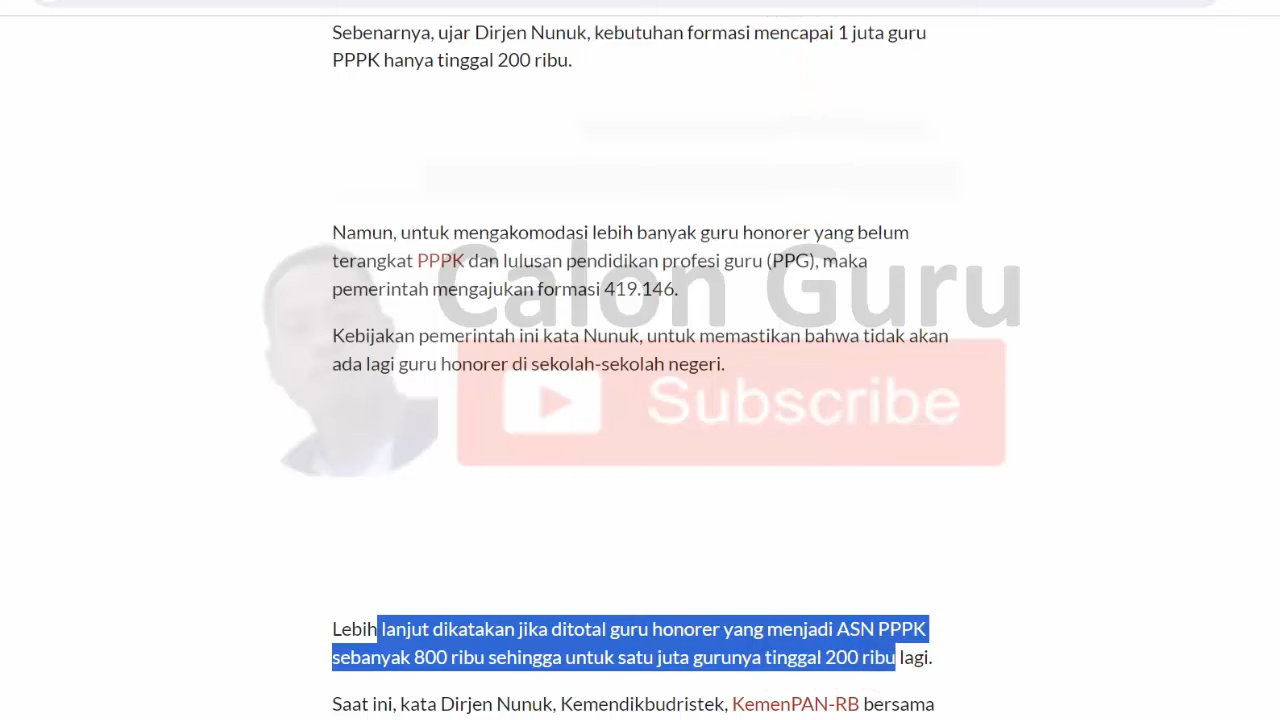 Sebenarnya, ujar Dirjen Nunuk, kebutuhan formasi mencapai 1 juta guru
PPPK hanya tinggal 200 ribu.
Namun, untuk mengakomodasi lebih banyak guru honorer yang belum
terangkat PPPK dan lulusan pendidikan profesi guru (PPG), maka
pemerintah mengajukan formasi 419.146.
Calon Guru
Kebijakan pemerintah ini kata Nunuk, untuk memastikan bahwa tidak akan
ada lagi guru honorer di sekolah-sekolah negeri.
Subscribe
Lebih lanjut dikatakan jika ditotal guru honorer yang menjadi ASN PPPK
sebanyak 800 ribu sehingga untuk satu juta gurunya tinggal 200 ribu lagi.
Saat ini, kata Dirjen Nunuk, Kemendikbudristek, KemenPAN-RB bersama